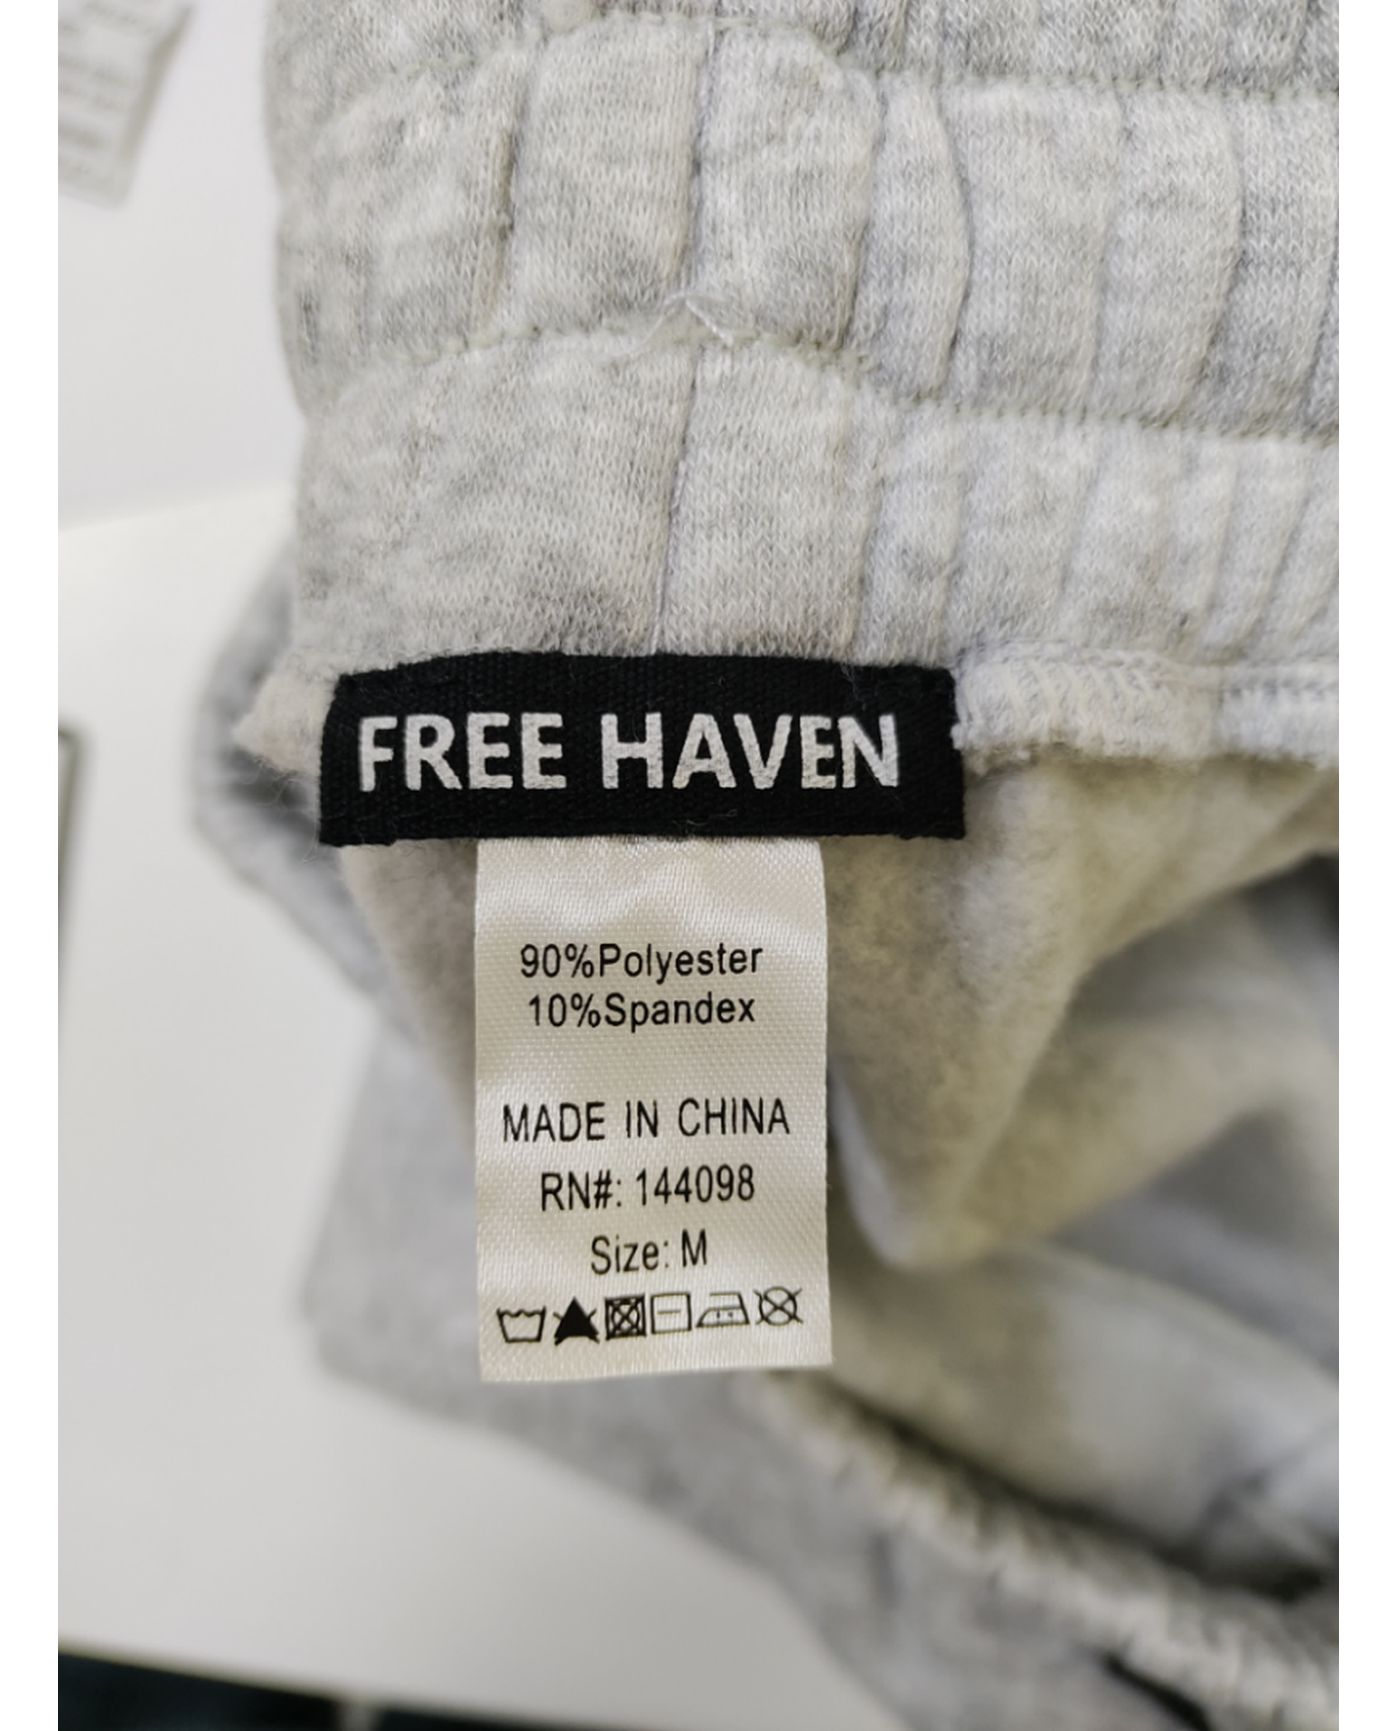 FREE HAVEN
90%Polyester
10%Spandex
MADE IN CHINA
RN#: 144098
Size: M